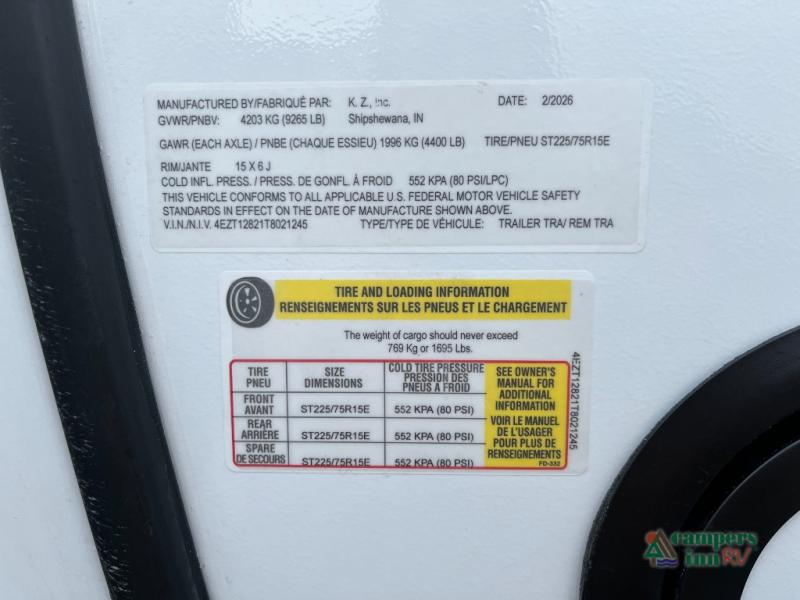 MANUFACTURED BY/FABRIQUÉ PAR: K. Z., Inc. DATE: 2/2026
GVWR/PNBV: 4203 KG (9265 LB) Shipshewana, IN
GAWR (EACH AXLE) / PNBE (CHAQUE ESSIEU) 1996 KG (4400 LB) TIRE/PNEU ST225/75R15E
RIM/JANTE 15 X 6 J
COLD INFL. PRESS. / PRESS. DE GONFL. À FROID 552 KPA (80 PSI/LPC)
THIS VEHICLE CONFORMS TO ALL APPLICABLE U.S. FEDERAL MOTOR VEHICLE SAFETY
STANDARDS IN EFFECT ON THE DATE OF MANUFACTURE SHOWN ABOVE.
V.I.N./N.I.V. 4EZT12821T8021245 TYPE/TYPE DE VÉHICULE: TRAILER TRA/ REM TRA
TIRE AND LOADING INFORMATION
RENSEIGNEMENTS SUR LES PNEUS ET LE CHARGEMENT
The weight of cargo should never exceed
769 Kg or 1695 Lbs.
TIRE
PNEU
SIZE
DIMENSIONS
COLD TIRE PRESSURE
PRESSION DES
PNEUS A FROID
FRONT
AVANT
ST225/75R15E 552 KPA (80 PSI)
REAR
ARRIÈRE
ST225/75R15E 552 KPA (80 PSI)
SPARE
DE SECOURS
ST225/75R15E 552 KPA (80 PSI)
SEE OWNER'S
MANUAL FOR
ADDITIONAL
INFORMATION
VOIR LE MANUEL
DE L'USAGER
POUR PLUS DE
RENSEIGNEMENTS
FD-332
4EZT12821T8021245
campers
inn RV